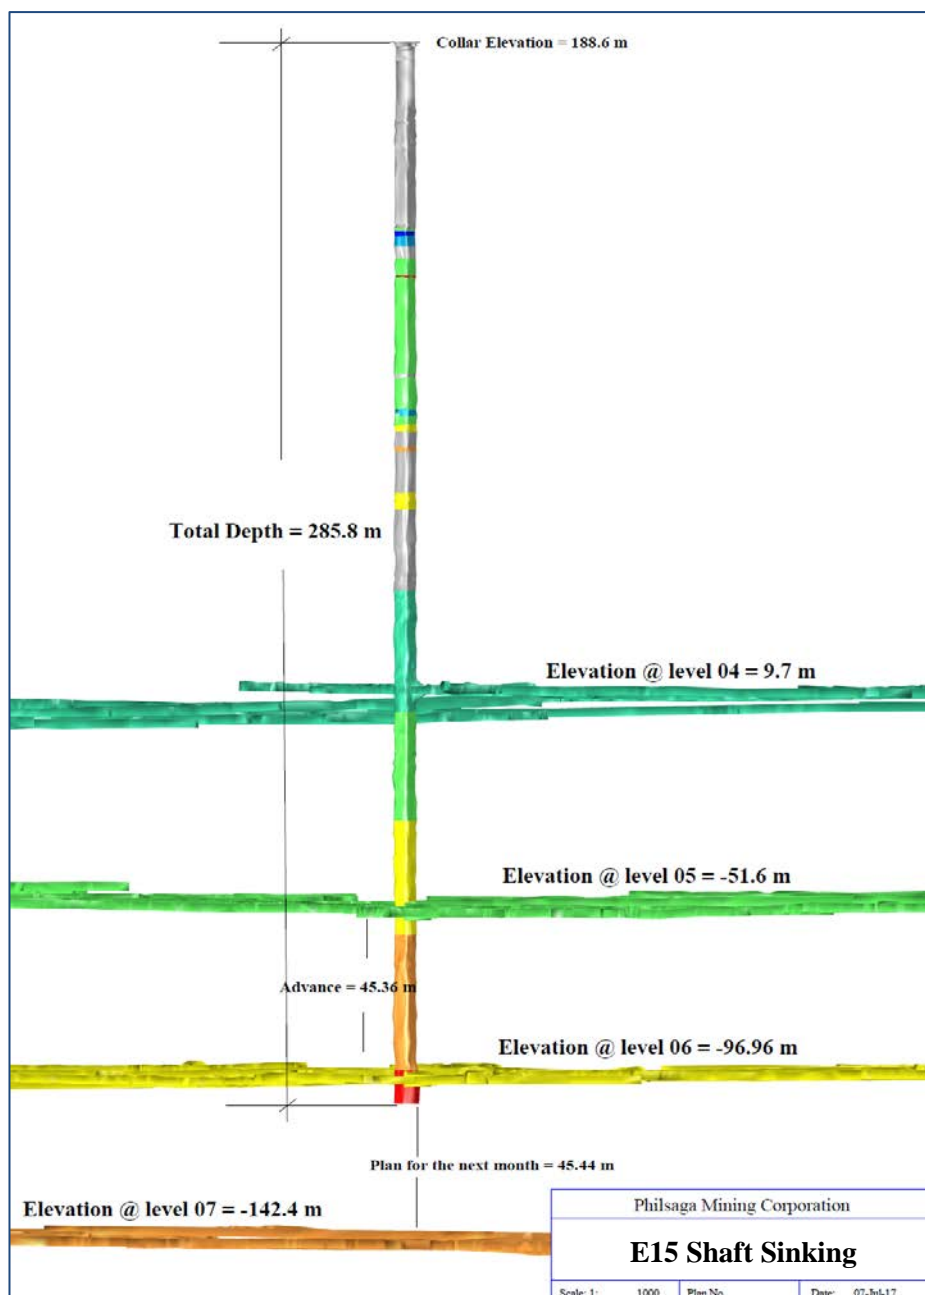 Collar Elevation = 188.6 m
Total Depth = 285.8 m
Elevation @ level 04 = 9.7 m
Elevation @ level 05 = -51.6 m
Advance = 45.36 m
Elevation @ level 06 = -96.96 m
Plan for the next month = 45.44 m
Elevation @ level 07 = -142.4 m
Philsaga Mining Corporation
E15 Shaft Sinking
Scale: 1: 1000 Plan No. Date: 07-Jul-17